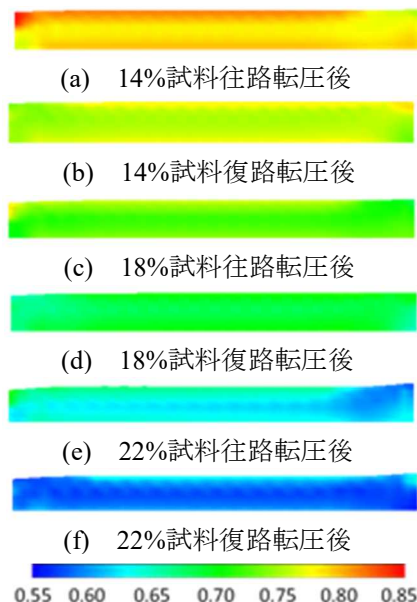 (a) 14%試料往路転圧後
(b) 14%試料復路転圧後
(c) 18%試料往路転圧後
(d) 18%試料復路転圧後
(e) 22%試料往路転圧後
(f) 22%試料復路転圧後
0.55 0.60 0.65 0.70 0.75 0.80 0.85